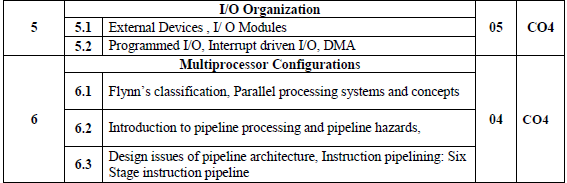 I/O Organization
5 5.1 External Devices , I/ O Modules 05 CO4
5.2 Programmed I/O, Interrupt driven I/O, DMA
Multiprocessor Configurations
6.1 Flynn's classification, Parallel processing systems and concepts
6 6.2 Introduction to pipeline processing and pipeline hazards, 04 CO4
6.3 Design issues of pipeline architecture, Instruction pipelining: Six
Stage instruction pipeline